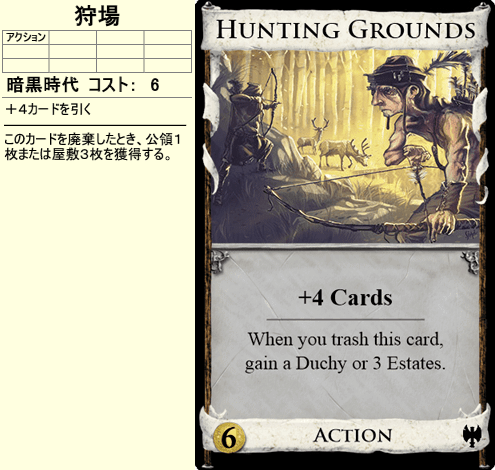 狩場
アクション
暗黒時代 コスト： 6
＋４カードを引く
このカードを廃棄したとき、公領１
枚または屋敷３枚を獲得する。
HUNTING GROUNDS
+4 Cards
When you trash this card,
gain a Duchy or 3 Estates.
6
ACTION